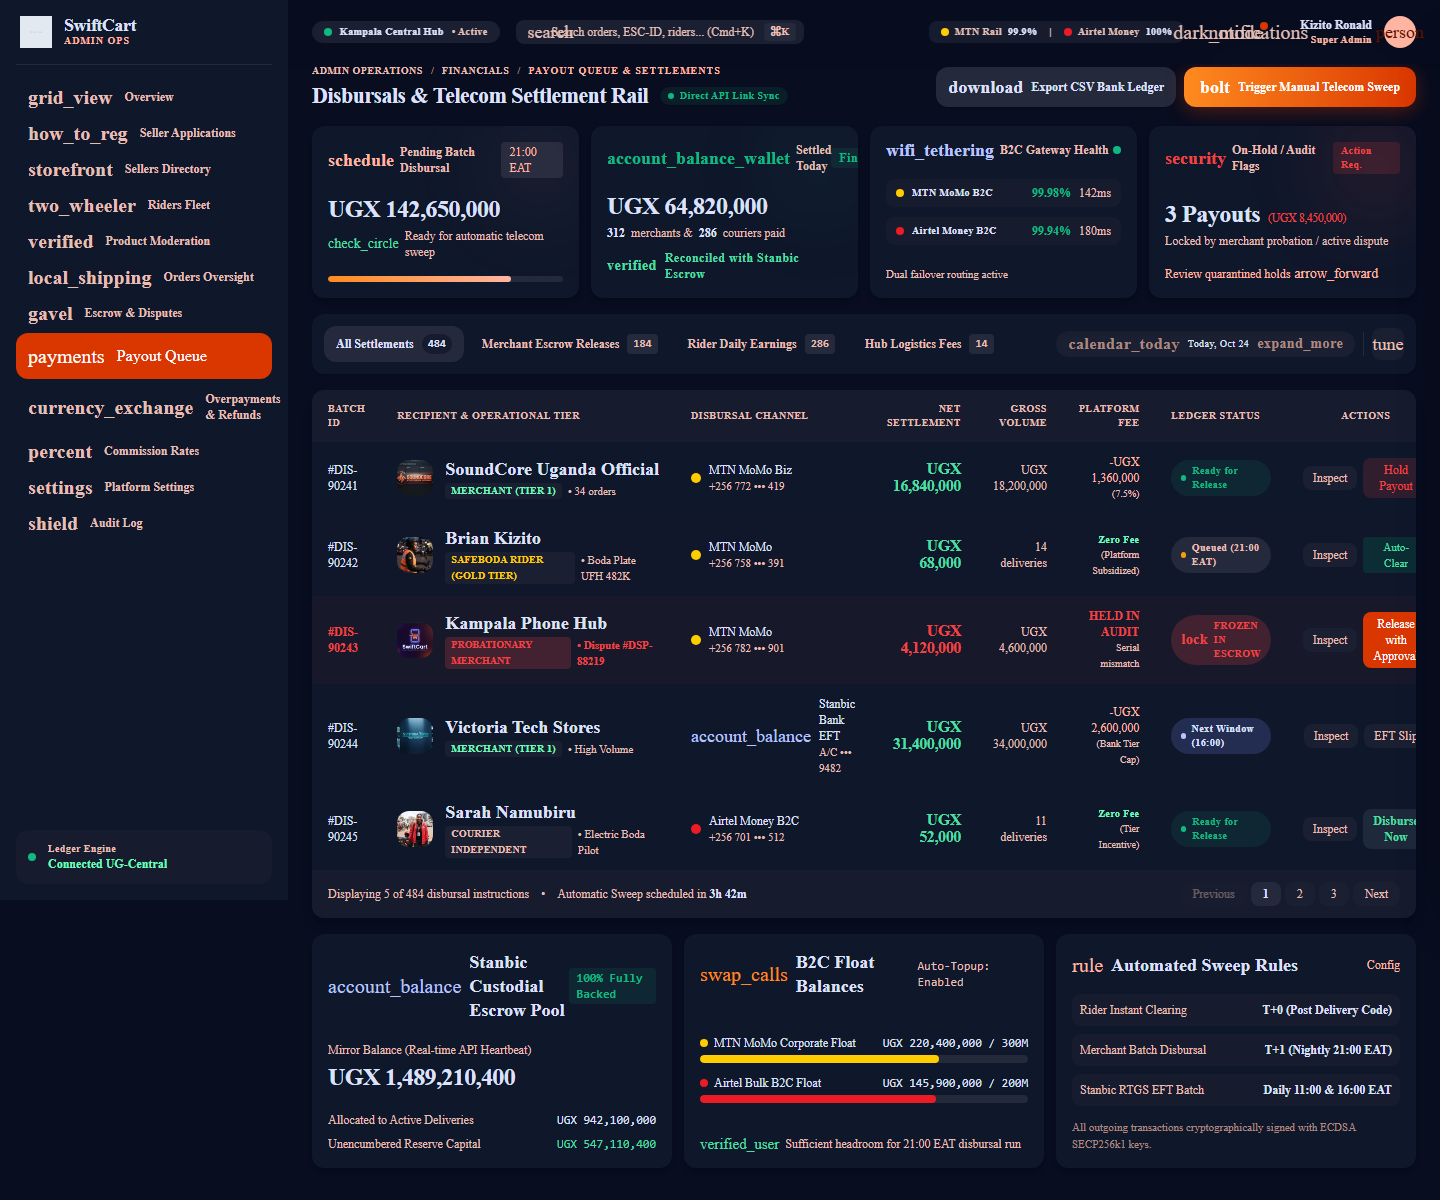 SwiftCart
ADMIN OPS
grid_view Overview
how_to_reg Seller Applications
storefront Sellers Directory
two_wheeler Riders Fleet
verified Product Moderation
local_shipping Orders Oversight
gavel Escrow & Disputes
payments Payout Queue
currency_exchange Overpayments & Refunds
percent Commission Rates
settings Platform Settings
shield Audit Log
Ledger Engine
Connected UG-Central
Kampala Central Hub • Active
search Search orders, ESC-ID, riders... (Cmd+K) ⌘K
MTN Rail 99.9% | Airtel Money 100%
dark_mode notifications
Kizito Ronald
Super Admin
person
ADMIN OPERATIONS / FINANCIALS / PAYOUT QUEUE & SETTLEMENTS
Disbursals & Telecom Settlement Rail
Direct API Link Sync
download Export CSV Bank Ledger
bolt Trigger Manual Telecom Sweep
schedule Pending Batch Disbursal
21:00 EAT
UGX 142,650,000
check_circle Ready for automatic telecom sweep
account_balance_wallet Settled Today
Fin
UGX 64,820,000
312 merchants & 286 couriers paid
verified Reconciled with Stanbic Escrow
wifi_tethering B2C Gateway Health
MTN MoMo B2C 99.98% 142ms
Airtel Money B2C 99.94% 180ms
Dual failover routing active
security On-Hold / Audit Flags
Action Req.
3 Payouts (UGX 8,450,000)
Locked by merchant probation / active dispute
Review quarantined holds arrow_forward
All Settlements 484
Merchant Escrow Releases 184
Rider Daily Earnings 286
Hub Logistics Fees 14
calendar_today Today, Oct 24 expand_more
tune
BATCH ID
RECIPIENT & OPERATIONAL TIER
DISBURSAL CHANNEL
NET SETTLEMENT
GROSS VOLUME
PLATFORM FEE
LEDGER STATUS
ACTIONS
#DIS-90241
SoundCore Uganda Official
MERCHANT (TIER 1) • 34 orders
MTN MoMo Biz
+256 772 ••• 419
UGX 16,840,000
UGX 18,200,000
-UGX 1,360,000
(7.5%)
Ready for Release
Inspect
Hold Payout
#DIS-90242
Brian Kizito
SAFEBODA RIDER (GOLD TIER) • Boda Plate UFH 482K
MTN MoMo
+256 758 ••• 391
UGX 68,000
14 deliveries
Zero Fee
(Platform Subsidized)
Queued (21:00 EAT)
Inspect
Auto-Clear
#DIS-90243
Kampala Phone Hub
PROBATIONARY MERCHANT • Dispute #DSP-88219
MTN MoMo
+256 782 ••• 901
UGX 4,120,000
UGX 4,600,000
HELD IN AUDIT
Serial mismatch
lock FROZEN IN ESCROW
Inspect
Release with Approval
#DIS-90244
Victoria Tech Stores
MERCHANT (TIER 1) • High Volume
account_balance Stanbic Bank EFT
A/C ••• 9482
UGX 31,400,000
UGX 34,000,000
-UGX 2,600,000
(Bank Tier Cap)
Next Window (16:00)
Inspect
EFT Slip
#DIS-90245
Sarah Namubiru
COURIER INDEPENDENT • Electric Boda Pilot
Airtel Money B2C
+256 701 ••• 512
UGX 52,000
11 deliveries
Zero Fee
(Tier Incentive)
Ready for Release
Inspect
Disburse Now
Displaying 5 of 484 disbursal instructions • Automatic Sweep scheduled in 3h 42m
Previous 1 2 3 Next
account_balance Stanbic Custodial Escrow Pool
100% Fully Backed
Mirror Balance (Real-time API Heartbeat)
UGX 1,489,210,400
Allocated to Active Deliveries UGX 942,100,000
Unencumbered Reserve Capital UGX 547,110,400
swap_calls B2C Float Balances
Auto-Topup: Enabled
MTN MoMo Corporate Float UGX 220,400,000 / 300M
Airtel Bulk B2C Float UGX 145,900,000 / 200M
verified_user Sufficient headroom for 21:00 EAT disbursal run
rule Automated Sweep Rules Config
Rider Instant Clearing T+0 (Post Delivery Code)
Merchant Batch Disbursal T+1 (Nightly 21:00 EAT)
Stanbic RTGS EFT Batch Daily 11:00 & 16:00 EAT
All outgoing transactions cryptographically signed with ECDSA
SECP256k1 keys.